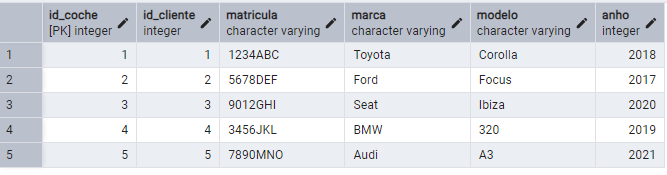 id_coche id_cliente matricula marca modelo anho
[PK] integer integer character varying character varying character varying integer
1 1 1 1234ABC Toyota Corolla 2018
2 2 2 5678DEF Ford Focus 2017
3 3 3 9012GHI Seat Ibiza 2020
4 4 4 3456JKL BMW 320 2019
5 5 5 7890MNO Audi A3 2021